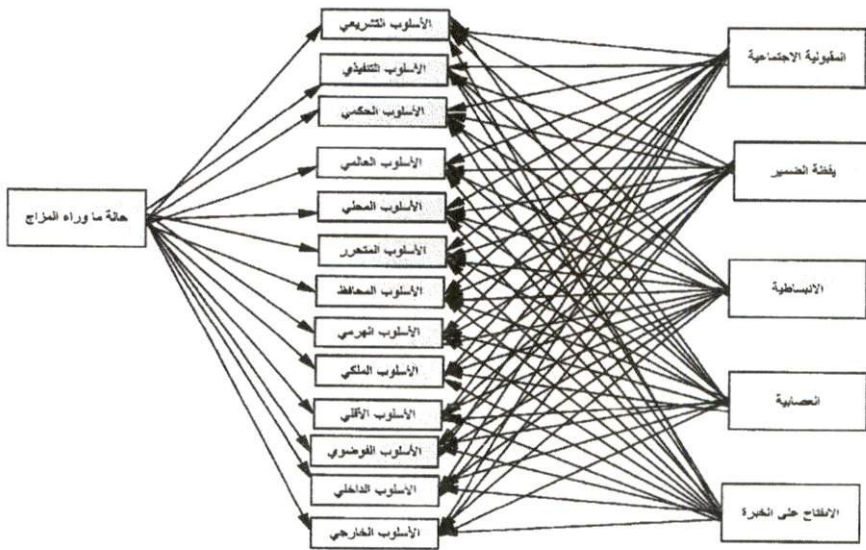 الأسلوب التشريعي
الأسلوب التنفيذي
الأسلوب الحكمي
الأسلوب العالمي
الأسلوب المحلي
الأسلوب المتحرر
الأسلوب المحافظ
الأسلوب الهرمي
الأسلوب الملكي
الأسلوب الأقلي
الأسلوب الفوضوي
الأسلوب الداخلي
الأسلوب الخارجي
المقبولية الاجتماعية
يقظة الضمير
الانبساطية
العصابية
الانفتاح على الخبرة
حالة ما وراء المزاج